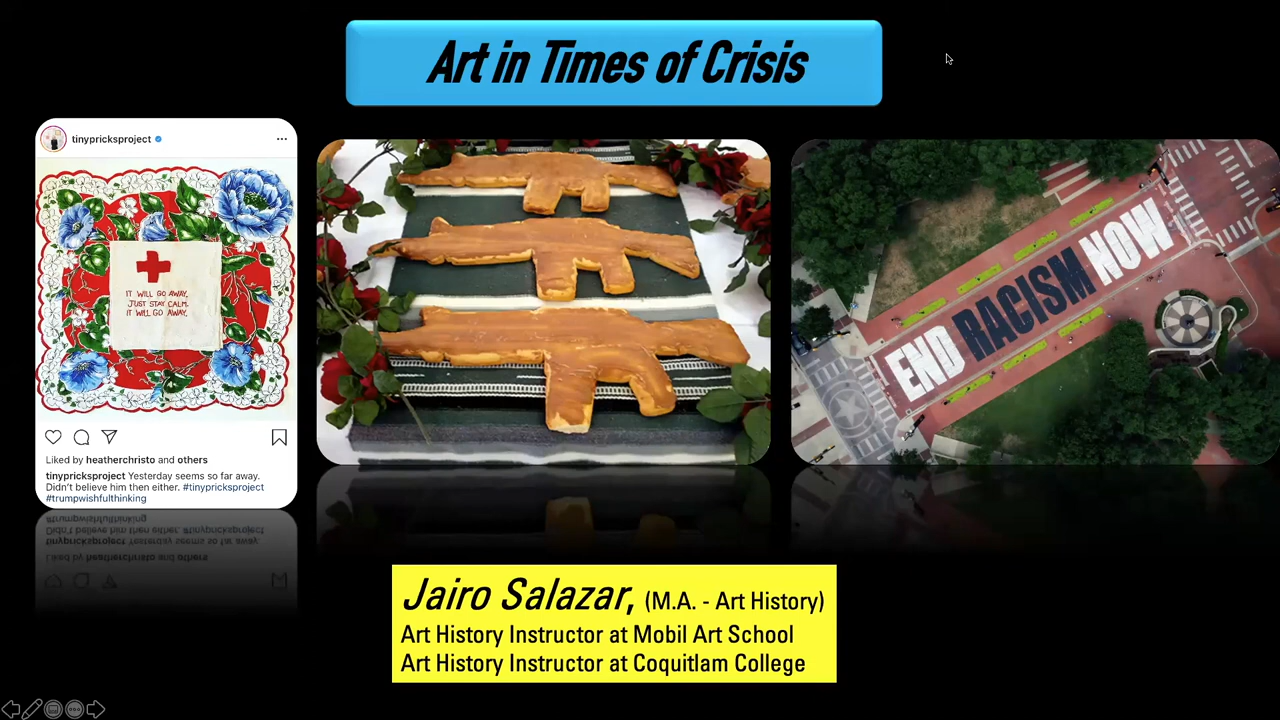 Art in Times of Crisis
tinypricksproject
IT WILL GO AWAY,
JUST STAY CALM.
IT WILL GO AWAY.
Liked by heatherchristo and others
tinypricksproject Yesterday seems so far away.
Didn't believe him then either. #tinypricksproject
#trumpwishfulthinking
END RACISM NOW
Jairo Salazar, (M.A. - Art History)
Art History Instructor at Mobil Art School
Art History Instructor at Coquitlam College